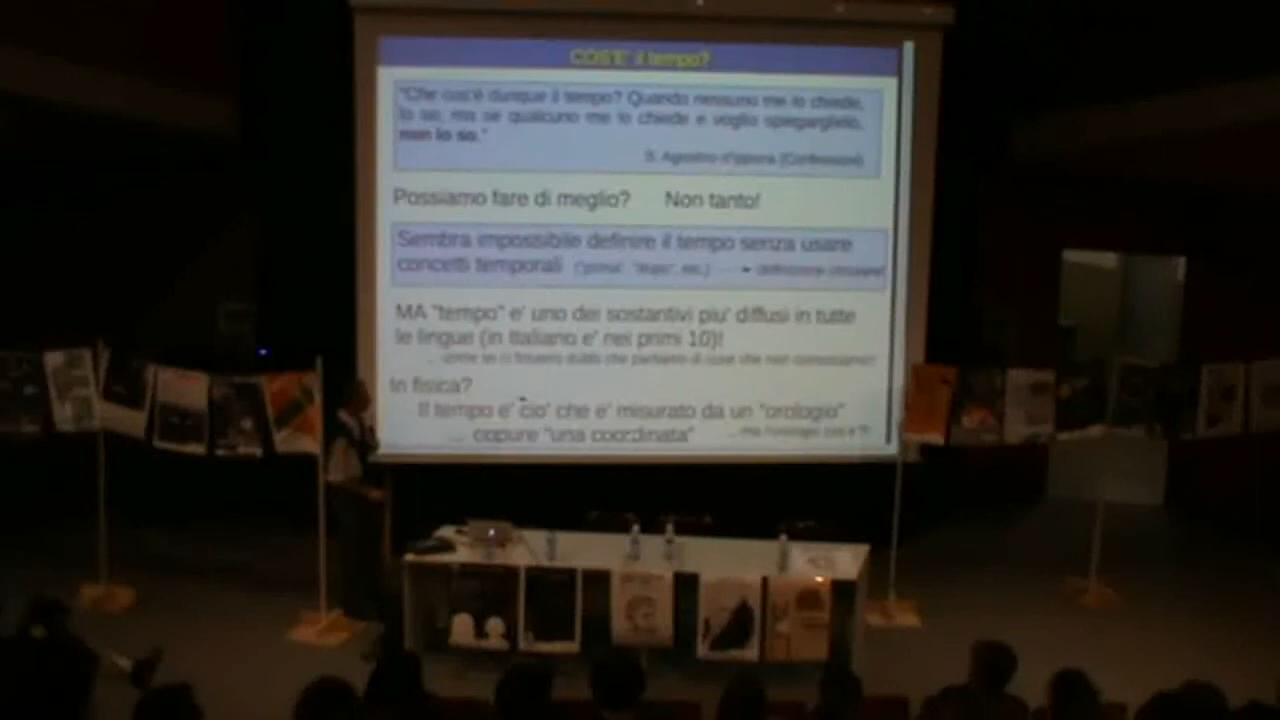 COS'E' il tempo?
"Che cos'è dunque il tempo? Quando nessuno me lo chiede,
lo so; ma se qualcuno me lo chiede e voglio spiegarglielo,
non lo so."
S. Agostino d'Ippona (Confessioni)
Possiamo fare di meglio? Non tanto!
Sembra impossibile definire il tempo senza usare
concetti temporali ("prima", "dopo", etc.) definizione circolare!
MA "tempo" e' uno dei sostantivi piu' diffusi in tutte
le lingue (in Italiano e' nei primi 10)!
In fisica?
Il tempo e' cio' che e' misurato da un "orologio"
... oppure "una coordinata"